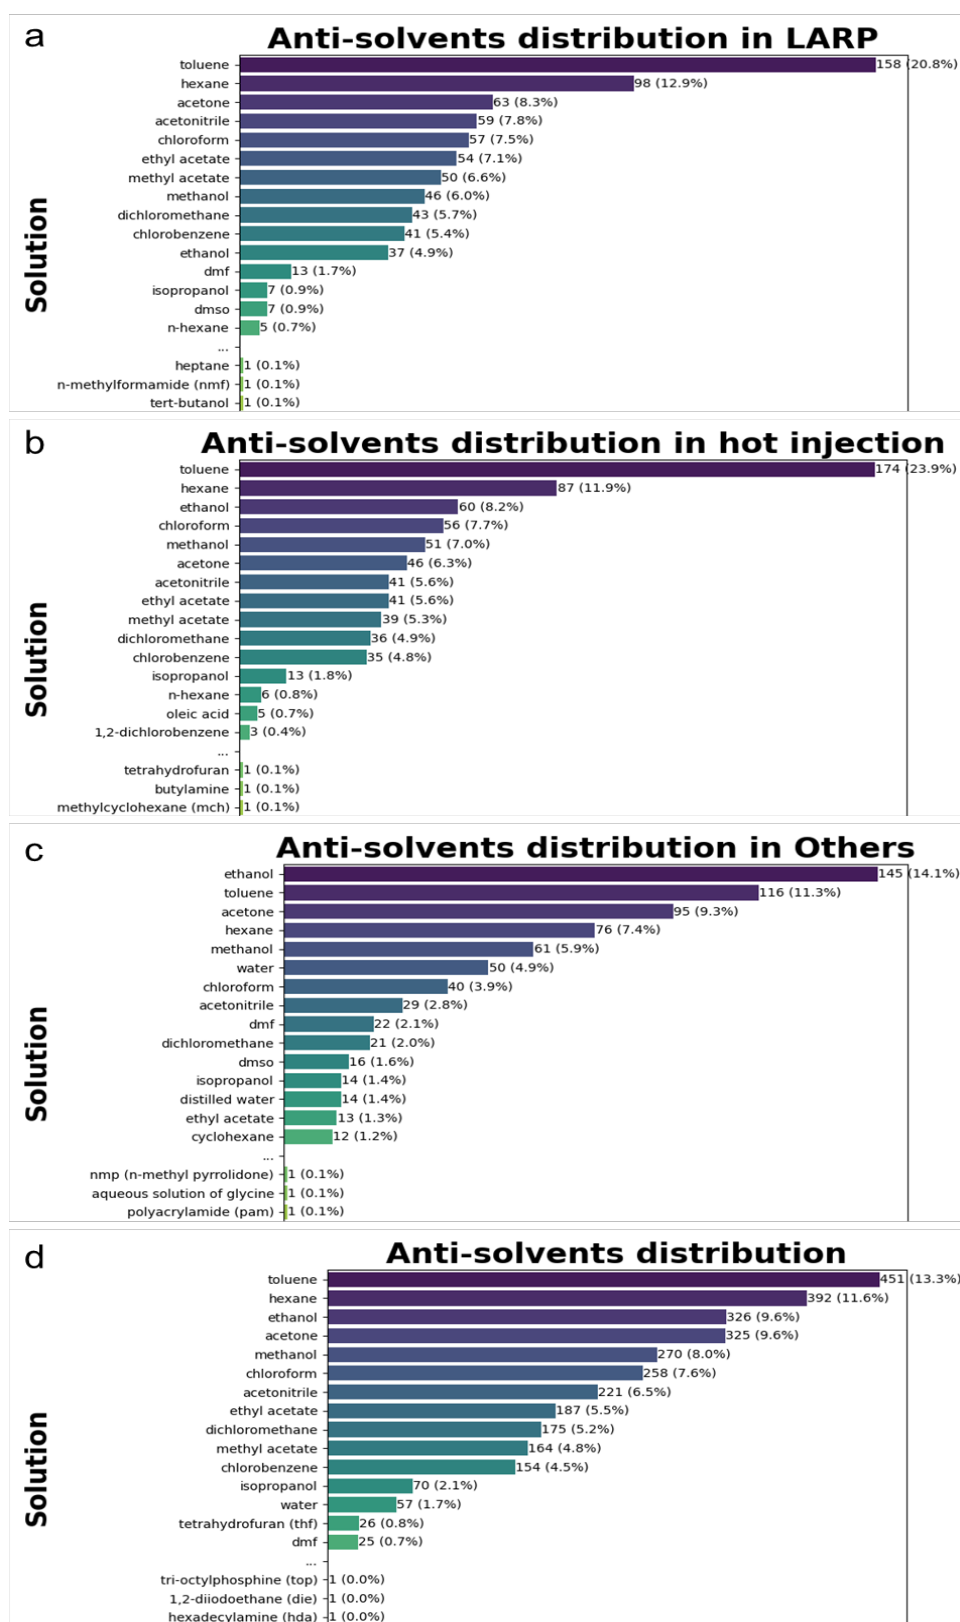 a
Anti-solvents distribution in LARP
Solution
toluene 158 (20.8%)
hexane 98 (12.9%)
acetone 63 (8.3%)
acetonitrile 59 (7.8%)
chloroform 57 (7.5%)
ethyl acetate 54 (7.1%)
methyl acetate 50 (6.6%)
methanol 46 (6.0%)
dichloromethane 43 (5.7%)
chlorobenzene 41 (5.4%)
ethanol 37 (4.9%)
dmf 13 (1.7%)
isopropanol 7 (0.9%)
dmso 7 (0.9%)
n-hexane 5 (0.7%)
...
heptane 1 (0.1%)
n-methylformamide (nmf) 1 (0.1%)
tert-butanol 1 (0.1%)
b
Anti-solvents distribution in hot injection
Solution
toluene 174 (23.9%)
hexane 87 (11.9%)
ethanol 60 (8.2%)
chloroform 56 (7.7%)
methanol 51 (7.0%)
acetone 46 (6.3%)
acetonitrile 41 (5.6%)
ethyl acetate 41 (5.6%)
methyl acetate 39 (5.3%)
dichloromethane 36 (4.9%)
chlorobenzene 35 (4.8%)
isopropanol 13 (1.8%)
n-hexane 6 (0.8%)
oleic acid 5 (0.7%)
1,2-dichlorobenzene 3 (0.4%)
...
tetrahydrofuran 1 (0.1%)
butylamine 1 (0.1%)
methylcyclohexane (mch) 1 (0.1%)
c
Anti-solvents distribution in Others
Solution
ethanol 145 (14.1%)
toluene 116 (11.3%)
acetone 95 (9.3%)
hexane 76 (7.4%)
methanol 61 (5.9%)
water 50 (4.9%)
chloroform 40 (3.9%)
acetonitrile 29 (2.8%)
dmf 22 (2.1%)
dichloromethane 21 (2.0%)
dmso 16 (1.6%)
isopropanol 14 (1.4%)
distilled water 14 (1.4%)
ethyl acetate 13 (1.3%)
cyclohexane 12 (1.2%)
...
nmp (n-methyl pyrrolidone) 1 (0.1%)
aqueous solution of glycine 1 (0.1%)
polyacrylamide (pam) 1 (0.1%)
d
Anti-solvents distribution
Solution
toluene 451 (13.3%)
hexane 392 (11.6%)
ethanol 326 (9.6%)
acetone 325 (9.6%)
methanol 270 (8.0%)
chloroform 258 (7.6%)
acetonitrile 221 (6.5%)
ethyl acetate 187 (5.5%)
dichloromethane 175 (5.2%)
methyl acetate 164 (4.8%)
chlorobenzene 154 (4.5%)
isopropanol 70 (2.1%)
water 57 (1.7%)
tetrahydrofuran (thf) 26 (0.8%)
dmf 25 (0.7%)
...
tri-octylphosphine (top) 1 (0.0%)
1,2-diiodoethane (die) 1 (0.0%)
hexadecylamine (hda) 1 (0.0%)